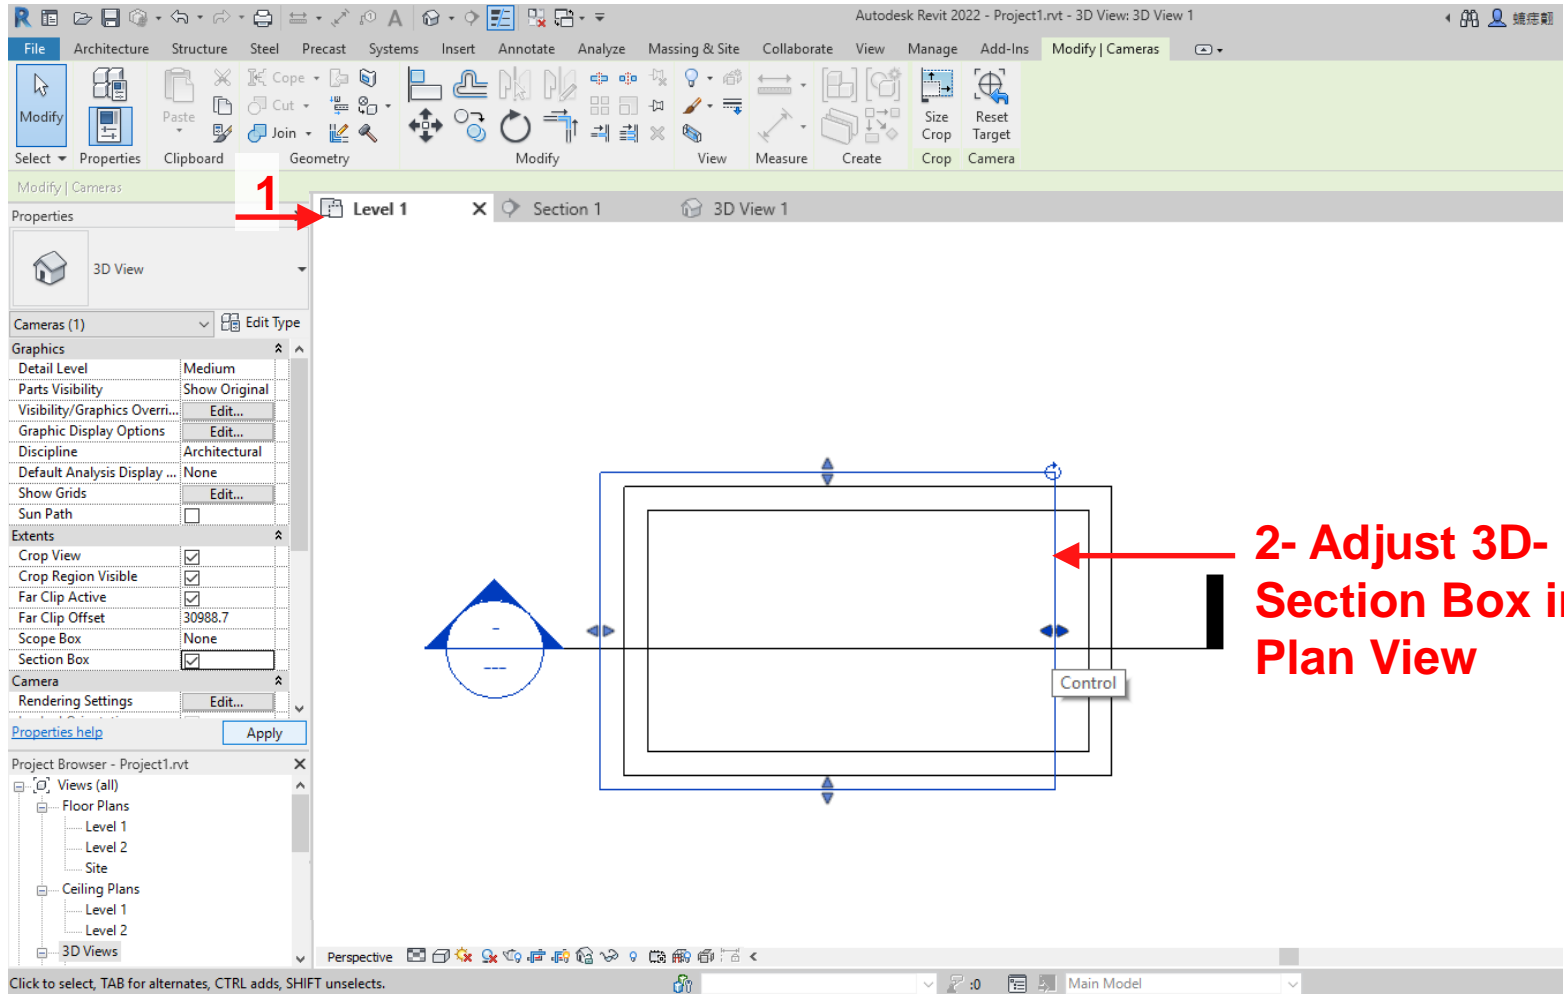 Autodesk Revit 2022 - Project1.rvt - 3D View: 3D View 1
File Architecture Structure Steel Precast Systems Insert Annotate Analyze Massing & Site Collaborate View Manage Add-Ins Modify | Cameras
Modify
Paste
Cope
Cut
Join
Size Crop
Reset Target
Select Properties Clipboard Geometry Modify View Measure Create Crop Camera
Modify | Cameras
1
Properties
Level 1 Section 1 3D View 1
3D View
Cameras (1) Edit Type
Graphics
Detail Level Medium
Parts Visibility Show Original
Visibility/Graphics Overri... Edit...
Graphic Display Options Edit...
Discipline Architectural
Default Analysis Display ... None
Show Grids Edit...
Sun Path
Extents
Crop View
Crop Region Visible
Far Clip Active
Far Clip Offset 30988.7
Scope Box None
Section Box
Camera
Rendering Settings Edit...
Properties help Apply
2- Adjust 3D-
Section Box in
Plan View
Control
Project Browser - Project1.rvt
Views (all)
Floor Plans
Level 1
Level 2
Site
Ceiling Plans
Level 1
Level 2
3D Views
Perspective
Click to select, TAB for alternates, CTRL adds, SHIFT unselects.
:0 Main Model